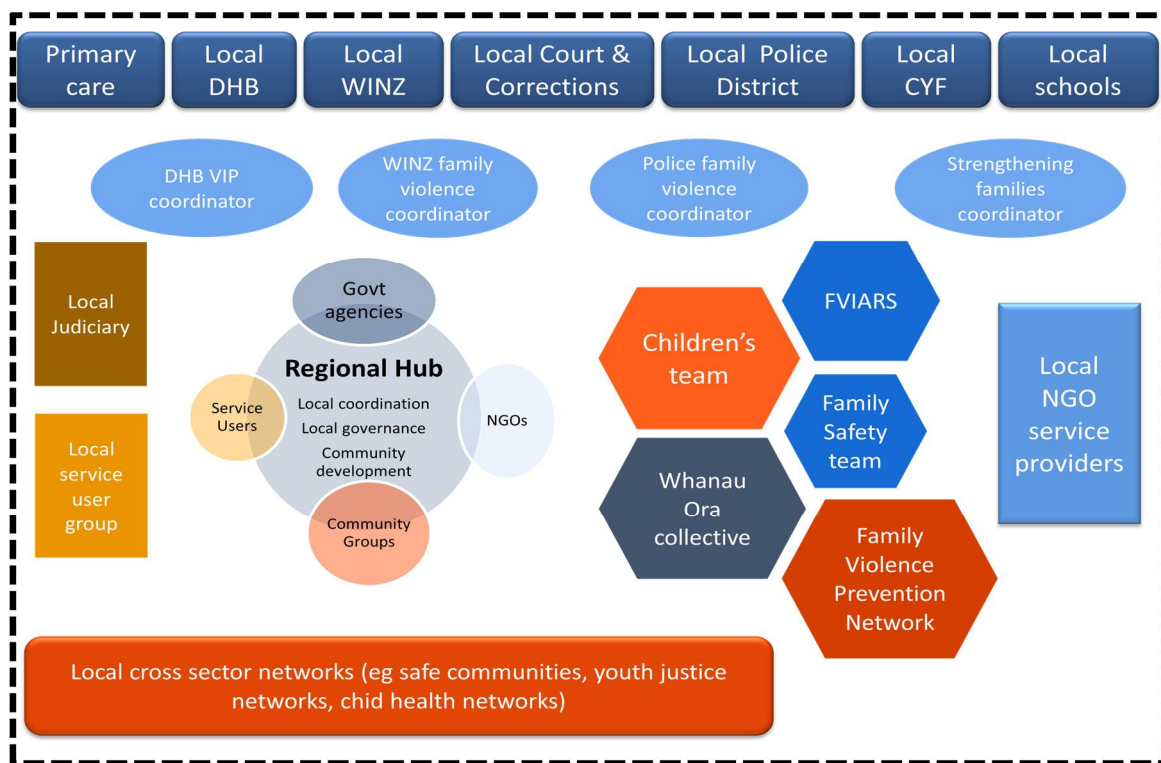 Primary
care
Local
DHB
Local
WINZ
Local Court &
Corrections
Local Police
District
Local
CYF
Local
schools
DHB VIP
coordinator
WINZ family
violence
coordinator
Police family
violence
coordinator
Strengthening
families
coordinator
Local
Judiciary
Local
service
user
group
Govt
agencies
Regional Hub
Local coordination
Local governance
Community
development
Service
Users
NGOs
Community
Groups
Children's
team
FVIARS
Family
Safety
team
Whanau
Ora
collective
Family
Violence
Prevention
Network
Local
NGO
service
providers
Local cross sector networks (eg safe communities, youth justice
networks, chid health networks)